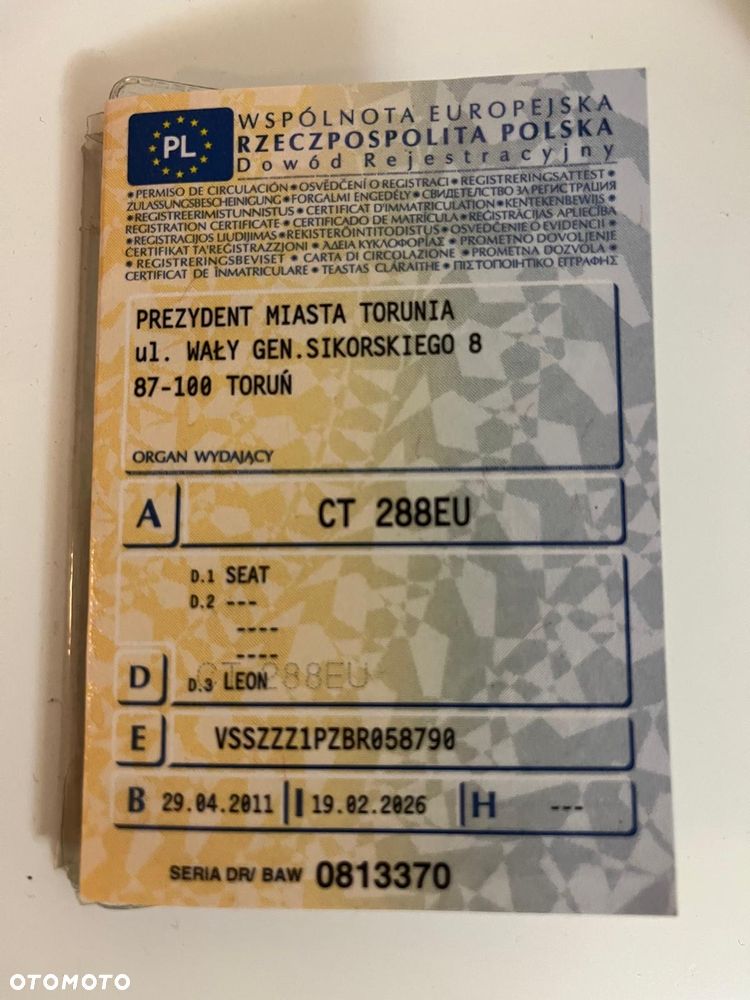 PL
WSPÓLNOTA EUROPEJSKA
RZECZPOSPOLITA POLSKA
Dowód Rejestracyjny
•PERMISO DE CIRCULACIÓN•OSVĚDČENÍ O REGISTRACI•REGISTRERINGSATTEST•
ZULASSUNGSBESCHEINIGUNG•FORGALMI ENGEDÉLY•СВИДЕТЕЛСТВО ЗА РЕГИСТРАЦИЯ
•REGISTREERIMISTUNNISTUS•CERTIFICAT D'IMMATRICULATION•KENTEKENBEWIJS•
REGISTRATION CERTIFICATE•CERTIFICADO DE MATRÍCULA•REĢISTRĀCIJAS APLIECĪBA
•REGISTRACIJOS LIUDIJIMAS•REKISTERÖINTITODISTUS•OSVEDČENIE O EVIDENCII•
ĊERTIFIKAT TA'REĠISTRAZZJONI•ΑΔΕΙΑ ΚΥΚΛΟΦΟΡΙΑΣ•PROMETNO DOVOLJENJE
•REGISTRERINGSBEVISET•CARTA DI CIRCOLAZIONE•PROMETNA DOZVOLA•
CERTIFICAT DE ÎNMATRICULARE•TEASTAS CLÁRAITHE•ΠΙΣΤΟΠΟΙΗΤΙΚΟ ΕΓΓΡΑΦΗΣ
PREZYDENT MIASTA TORUNIA
ul. WAŁY GEN.SIKORSKIEGO 8
87-100 TORUŃ
ORGAN WYDAJĄCY
A CT 288EU
D.1 SEAT
D.2 ---
----
----
CT 288EU
D D.3 LEON
E VSSZZZ1PZBR058790
B 29.04.2011 I 19.02.2026 H ---
SERIA DR/ BAW 0813370
OTOMOTO